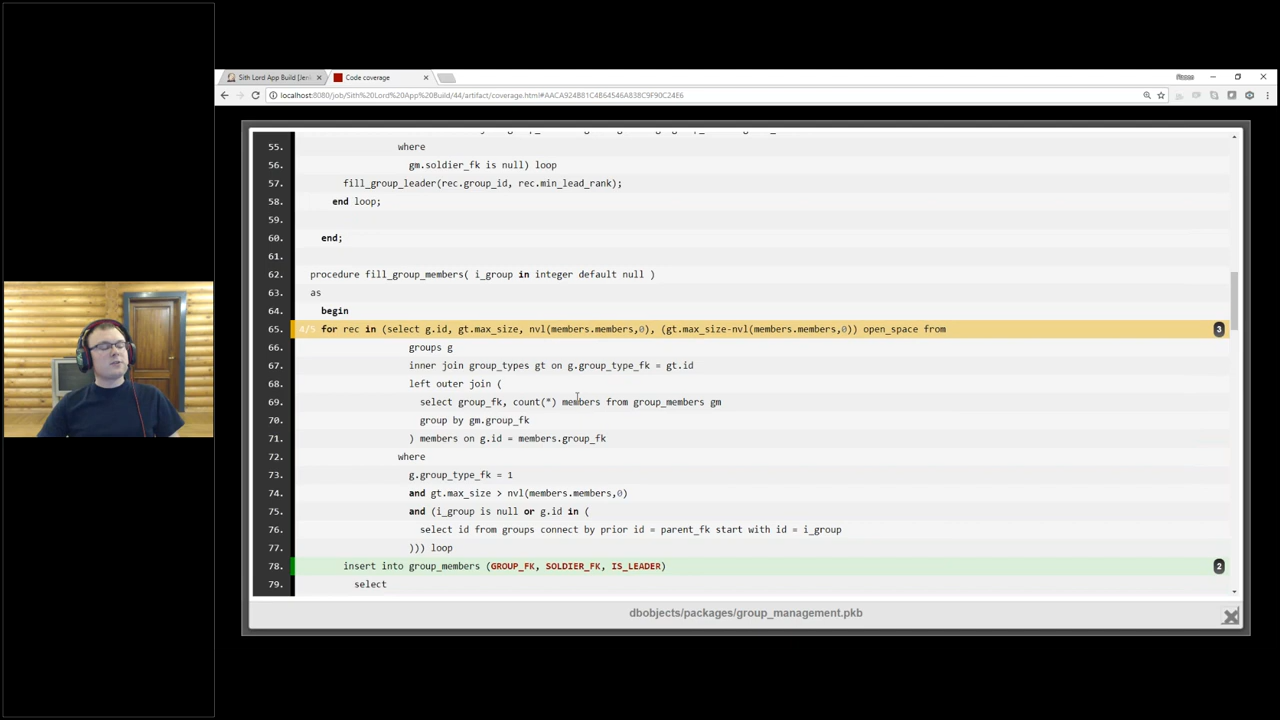 Sith Lord App Build [Jen
Code coverage
localhost:8080/job/Sith%20Lord%20App%20Build/44/artifact/coverage.html#AACA924B81C4B64546A838C9F90C24E6
55. where
56. gm.soldier_fk is null) loop
57. fill_group_leader(rec.group_id, rec.min_lead_rank);
58. end loop;
59.
60. end;
61.
62. procedure fill_group_members( i_group in integer default null )
63. as
64. begin
65. 4/5 for rec in (select g.id, gt.max_size, nvl(members.members,0), (gt.max_size-nvl(members.members,0)) open_space from 3
66. groups g
67. inner join group_types gt on g.group_type_fk = gt.id
68. left outer join (
69. select group_fk, count(*) members from group_members gm
70. group by gm.group_fk
71. ) members on g.id = members.group_fk
72. where
73. g.group_type_fk = 1
74. and gt.max_size > nvl(members.members,0)
75. and (i_group is null or g.id in (
76. select id from groups connect by prior id = parent_fk start with id = i_group
77. ))) loop
78. insert into group_members (GROUP_FK, SOLDIER_FK, IS_LEADER) 2
79. select
dbobjects/packages/group_management.pkb